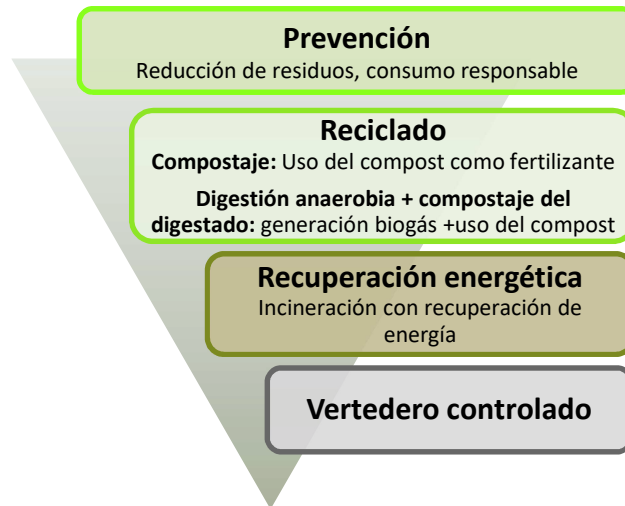 Prevención
Reducción de residuos, consumo responsable
Reciclado
Compostaje: Uso del compost como fertilizante
Digestión anaerobia + compostaje del
digestado: generación biogás +uso del compost
Recuperación energética
Incineración con recuperación de
energía
Vertedero controlado